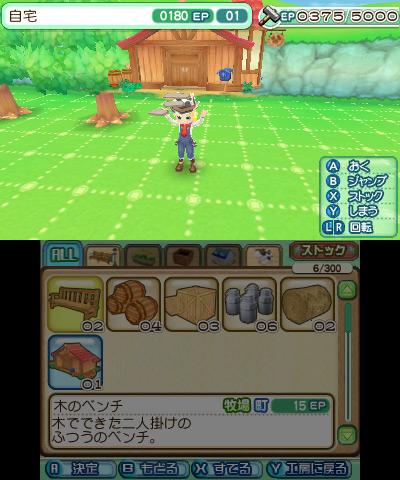 自宅 0180 EP 01 EP 0375/5000
A おく
B ジャンプ
X ストック
Y しまう
L R 回転
ALL ストック
6/300
02 04 03 06 02
01
木のベンチ 牧場 町 15 EP
木でできた二人掛けの
ふつうのベンチ。
A 決定 B もどる X すてる Y 工房に戻る